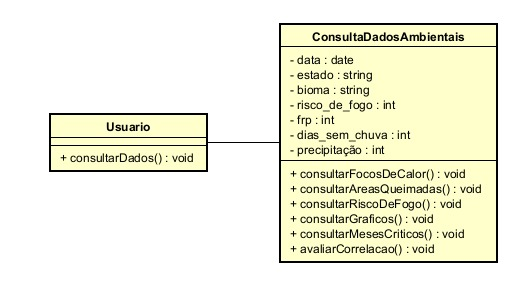 Usuario
+ consultarDados() : void
ConsultaDadosAmbientais
- data : date
- estado : string
- bioma : string
- risco_de_fogo : int
- frp : int
- dias_sem_chuva : int
- precipitação : int
+ consultarFocosDeCalor() : void
+ consultarAreasQueimadas() : void
+ consultarRiscoDeFogo() : void
+ consultarGraficos() : void
+ consultarMesesCriticos() : void
+ avaliarCorrelacao() : void